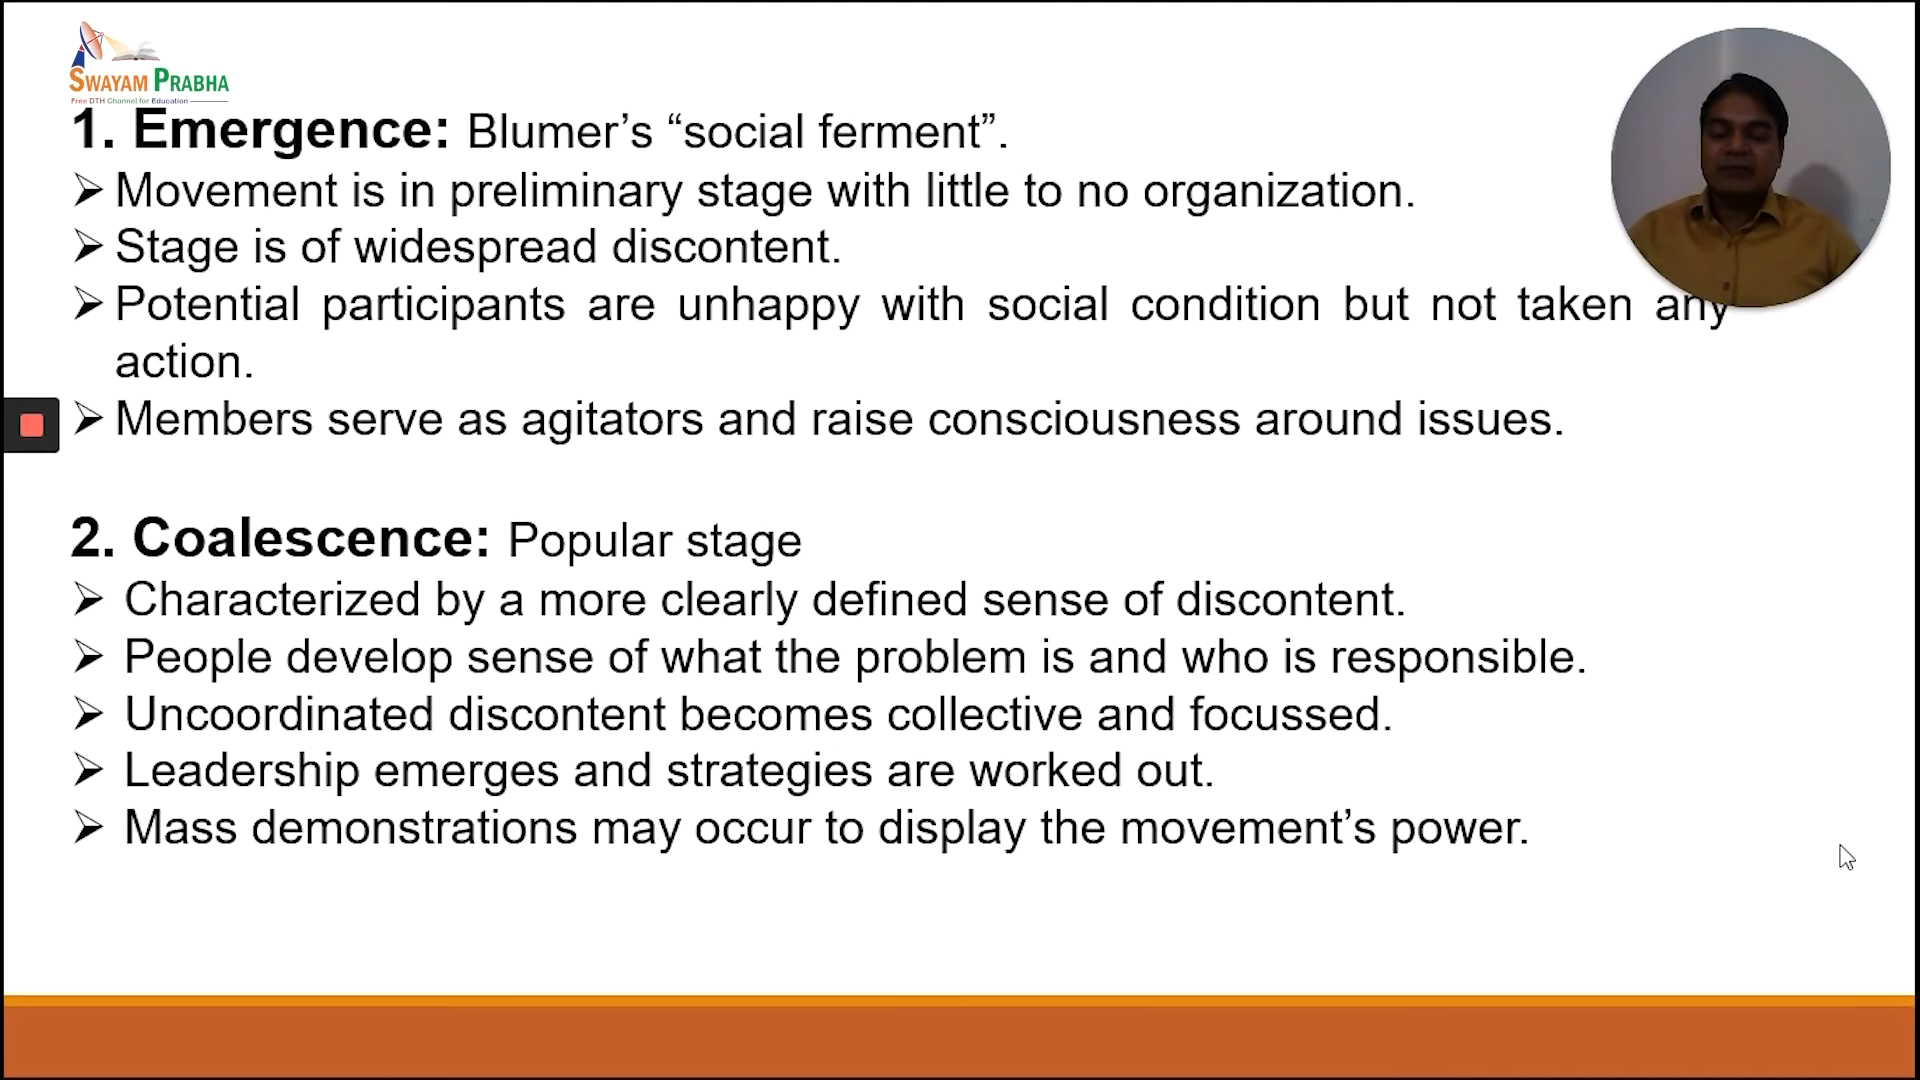 SWAYAM PRABHA
Free DTH Channel for Education
1. Emergence: Blumer’s “social ferment”.
➢ Movement is in preliminary stage with little to no organization.
➢ Stage is of widespread discontent.
➢ Potential participants are unhappy with social condition but not taken any
action.
➢ Members serve as agitators and raise consciousness around issues.
2. Coalescence: Popular stage
➢ Characterized by a more clearly defined sense of discontent.
➢ People develop sense of what the problem is and who is responsible.
➢ Uncoordinated discontent becomes collective and focussed.
➢ Leadership emerges and strategies are worked out.
➢ Mass demonstrations may occur to display the movement’s power.